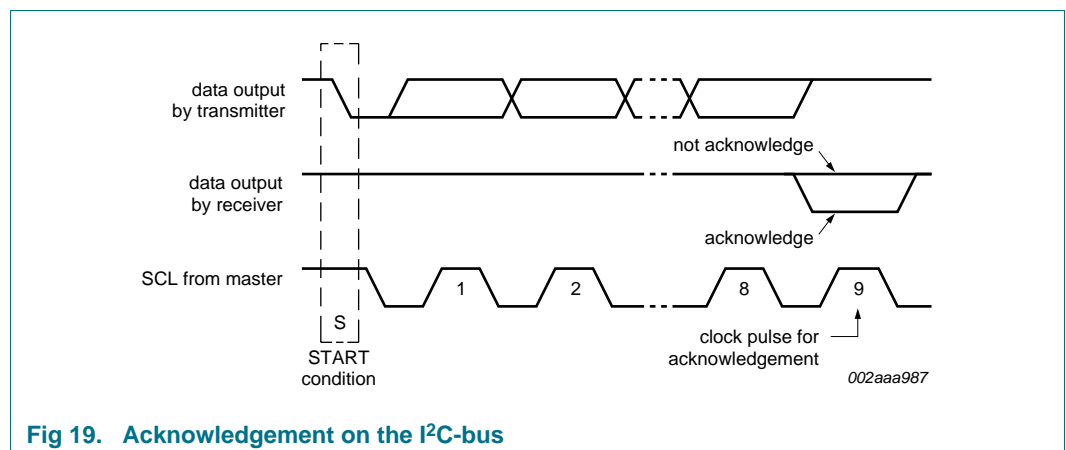 data output
by transmitter
not acknowledge
data output
by receiver
acknowledge
SCL from master
1
2
8
9
S
START
condition
clock pulse for
acknowledgement
002aaa987
Fig 19. Acknowledgement on the I²C-bus